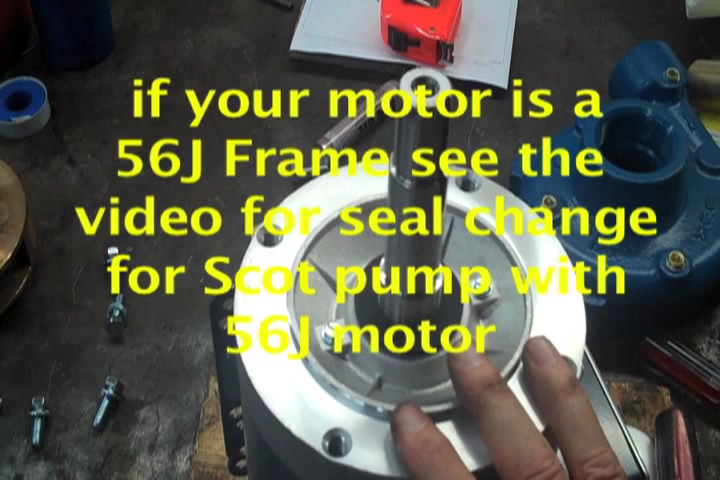 if your motor is a
56J Frame see the
video for seal change
for Scot pump with
56J motor